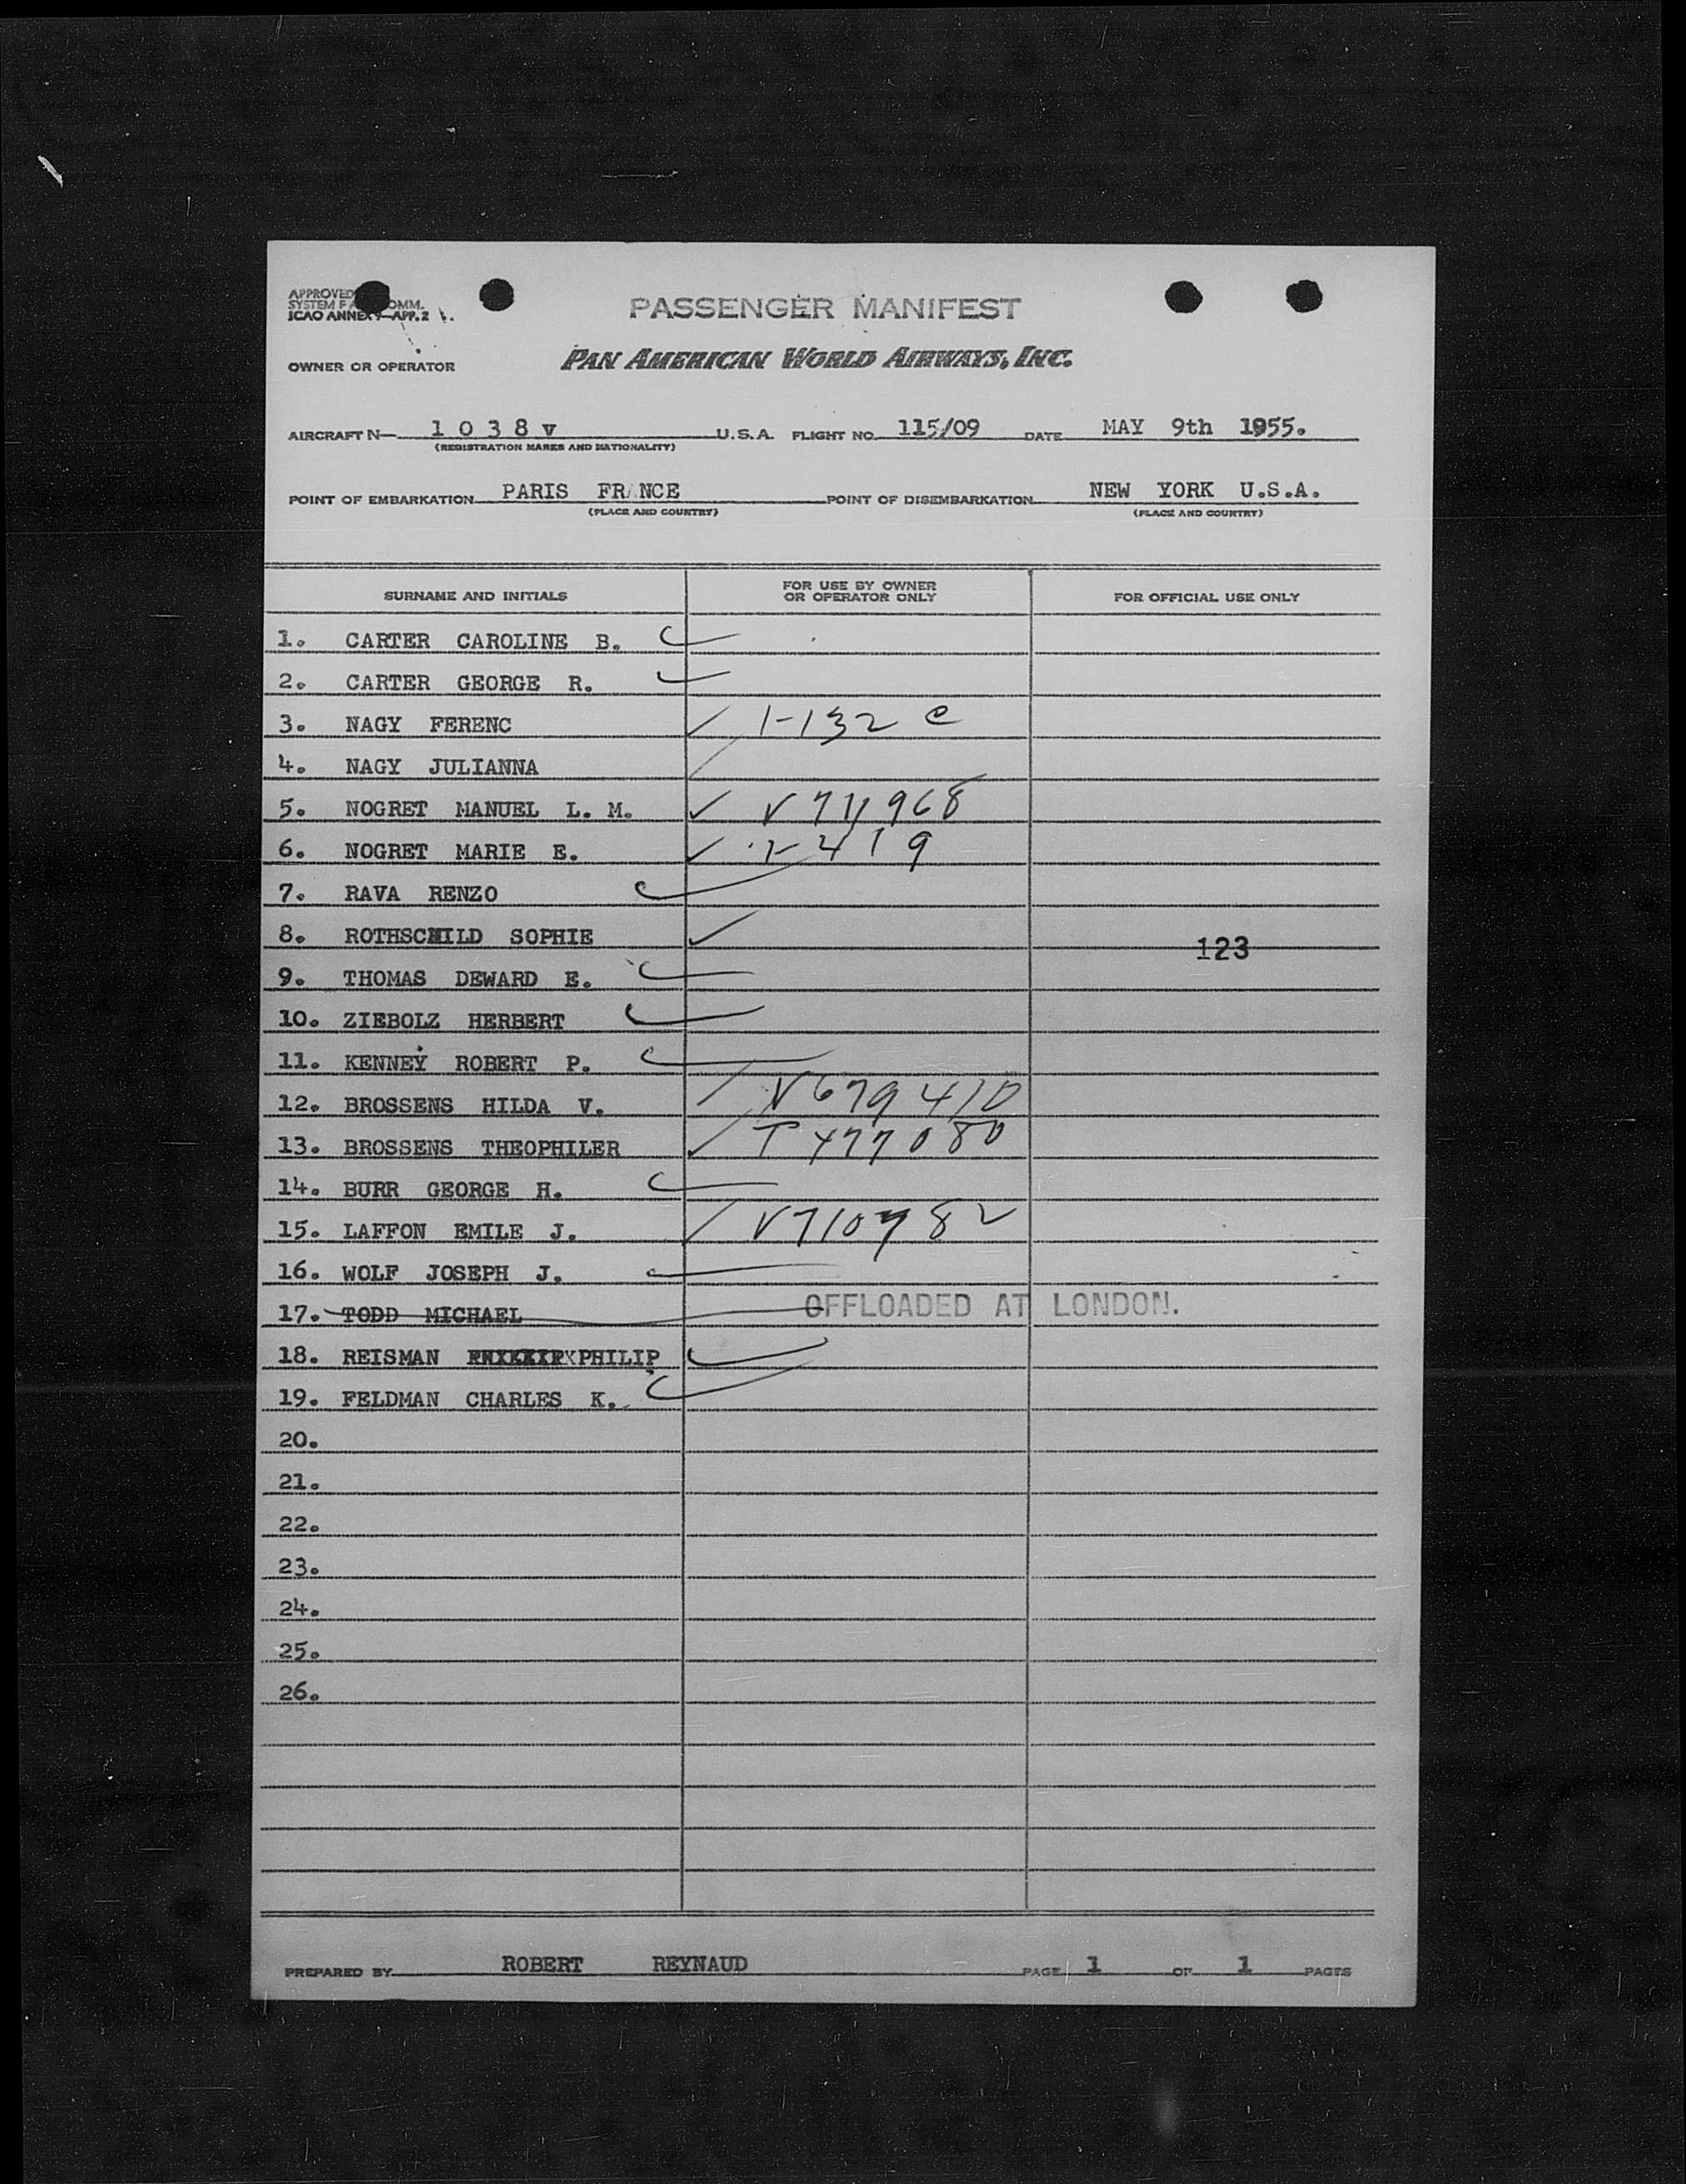 APPROVED
SYSTEM F A COMM.
ICAO ANNEX 9-APP. 2
PASSENGER MANIFEST
OWNER OR OPERATOR PAN AMERICAN WORLD AIRWAYS, INC.
AIRCRAFT N— 1 0 3 8 v U.S.A. FLIGHT NO. 115/09 DATE MAY 9th 1955.
(REGISTRATION MARKS AND NATIONALITY)
POINT OF EMBARKATION PARIS FRANCE POINT OF DISEMBARKATION NEW YORK U.S.A.
(PLACE AND COUNTRY) (PLACE AND COUNTRY)
SURNAME AND INITIALS FOR USE BY OWNER OR OPERATOR ONLY FOR OFFICIAL USE ONLY
1. CARTER CAROLINE B.
2. CARTER GEORGE R.
3. NAGY FERENC 1-132 e
4. NAGY JULIANNA
5. NOGRET MANUEL L. M. V 711968
6. NOGRET MARIE E. 419
7. RAVA RENZO
8. ROTHSCHILD SOPHIE
123
9. THOMAS DEWARD E.
10. ZIEBOLZ HERBERT
11. KENNEY ROBERT P.
12. BROSSENS HILDA V. V679410
13. BROSSENS THEOPHILER
14. BURR GEORGE H.
15. LAFFON EMILE J. V710782
16. WOLF JOSEPH J.
17. TODD MICHAEL OFFLOADED AT LONDON.
18. REISMAN PHILIP
19. FELDMAN CHARLES K.
20.
21.
22.
23.
24.
25.
26.
PREPARED BY ROBERT REYNAUD PAGE 1 OF 1 PAGES